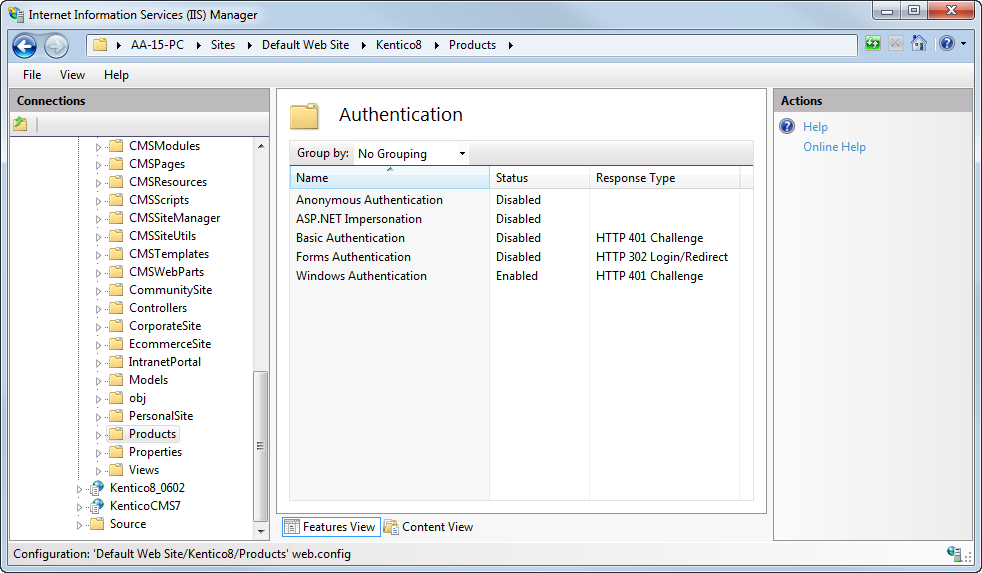 Internet Information Services (IIS) Manager
AA-15-PC Sites Default Web Site Kentico8 Products
File View Help
Connections
CMSModules
CMSPages
CMSResources
CMSScripts
CMSSiteManager
CMSSiteUtils
CMSTemplates
CMSWebParts
CommunitySite
Controllers
CorporateSite
EcommerceSite
IntranetPortal
Models
obj
PersonalSite
Products
Properties
Views
Kentico8_0602
KenticoCMS7
Source
Authentication
Group by: No Grouping
Name Status Response Type
Anonymous Authentication Disabled
ASP.NET Impersonation Disabled
Basic Authentication Disabled HTTP 401 Challenge
Forms Authentication Disabled HTTP 302 Login/Redirect
Windows Authentication Enabled HTTP 401 Challenge
Features View Content View
Actions
Help
Online Help
Configuration: 'Default Web Site/Kentico8/Products' web.config